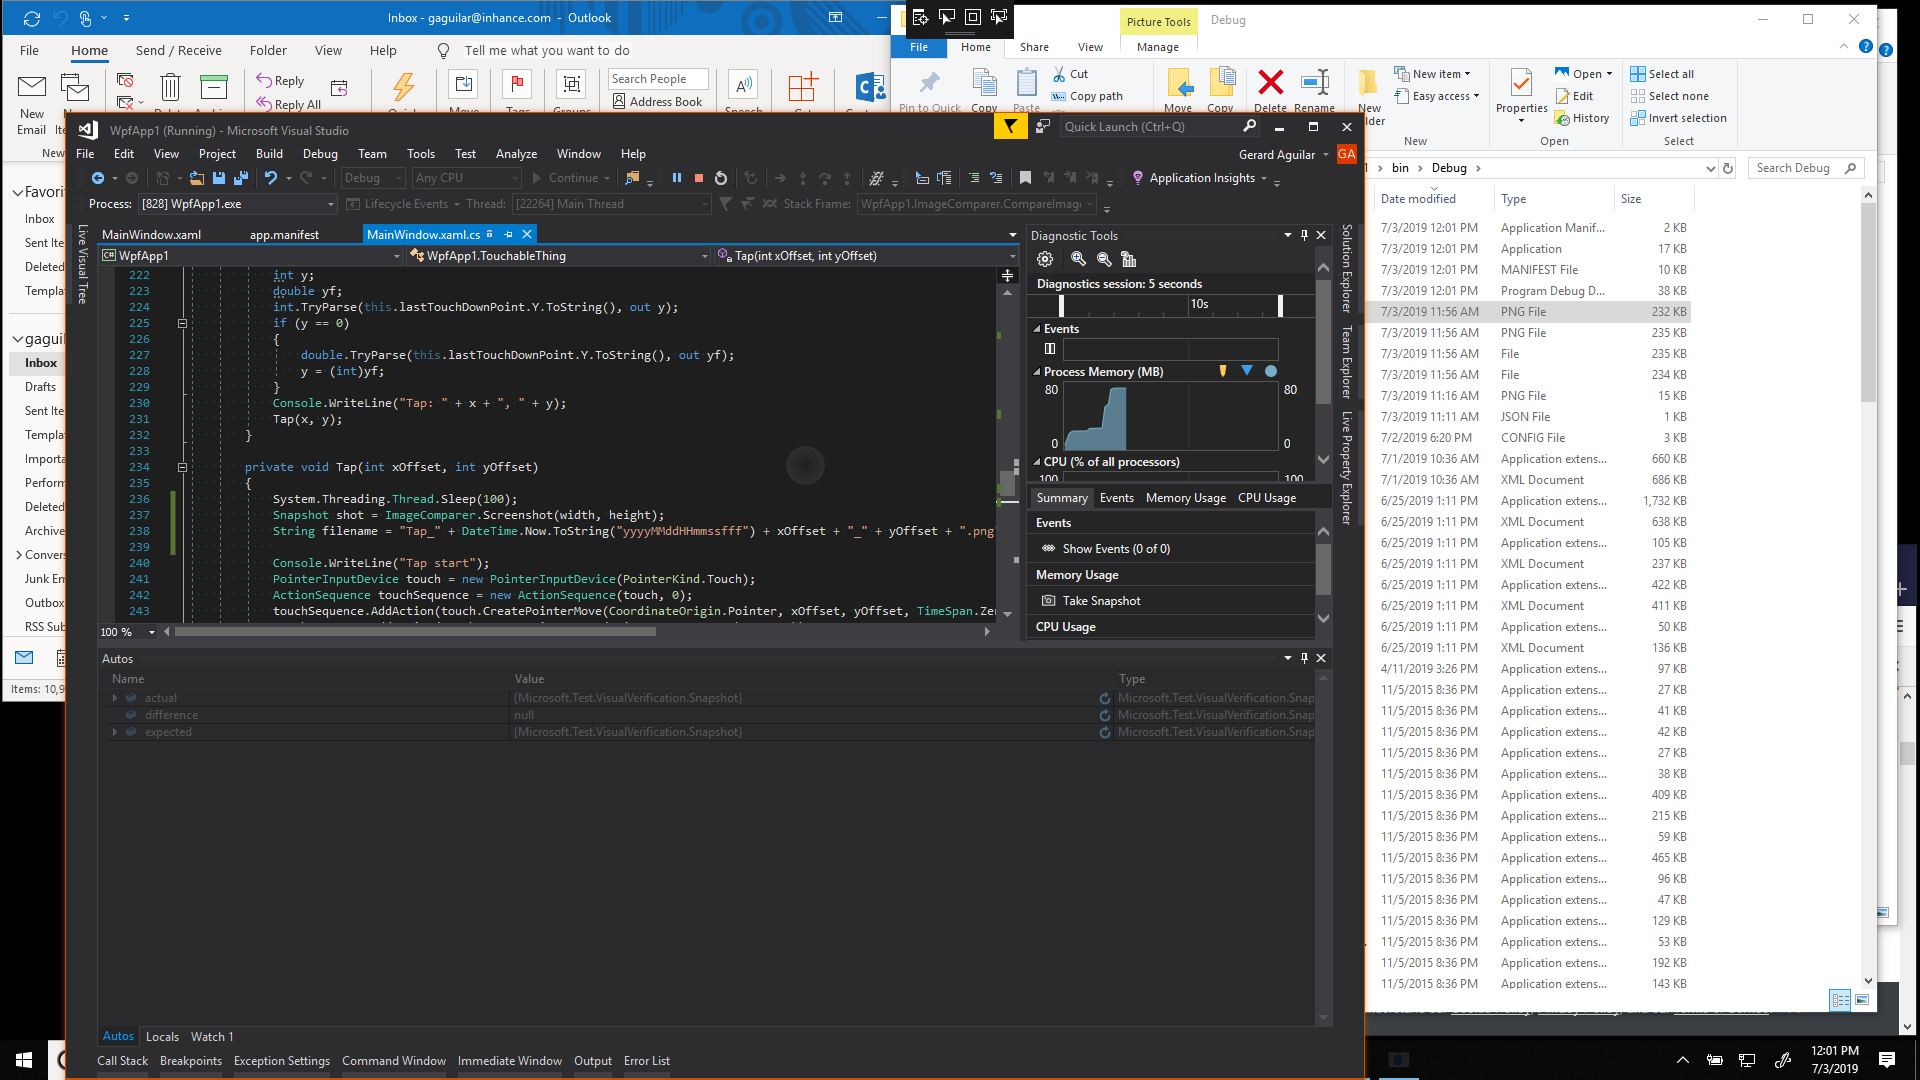 Inbox - gaguilar@inhance.com - Outlook
File Home Send / Receive Folder View Help Tell me what you want to do
New Email
Reply
Reply All
Search People
Address Book
Favorit
Inbox
Sent Ite
Deleted
Templa
gaguil
Inbox
Drafts
Sent Ite
Templa
Importa
Perform
Deleted
Archive
Conver
Junk Em
Outbox
RSS Sub
Items: 10,9
Picture Tools
Debug
File Home Share View Manage
Pin to Quick Copy Paste
Cut
Copy path
Move Copy Delete Rename
New
New item
Easy access
New
Properties
Open
Edit
History
Open
Select all
Select none
Invert selection
Select
bin Debug
Search Debug
Date modified Type Size
7/3/2019 12:01 PM Application Manif... 2 KB
7/3/2019 12:01 PM Application 17 KB
7/3/2019 12:01 PM MANIFEST File 10 KB
7/3/2019 12:01 PM Program Debug D... 38 KB
7/3/2019 11:56 AM PNG File 232 KB
7/3/2019 11:56 AM PNG File 235 KB
7/3/2019 11:56 AM File 235 KB
7/3/2019 11:56 AM File 234 KB
7/3/2019 11:16 AM PNG File 15 KB
7/3/2019 11:11 AM JSON File 1 KB
7/2/2019 6:20 PM CONFIG File 3 KB
7/1/2019 10:36 AM Application extens... 660 KB
7/1/2019 10:36 AM XML Document 686 KB
6/25/2019 1:11 PM Application extens... 1,732 KB
6/25/2019 1:11 PM XML Document 638 KB
6/25/2019 1:11 PM Application extens... 105 KB
6/25/2019 1:11 PM XML Document 237 KB
6/25/2019 1:11 PM Application extens... 422 KB
6/25/2019 1:11 PM XML Document 411 KB
6/25/2019 1:11 PM Application extens... 50 KB
6/25/2019 1:11 PM XML Document 136 KB
4/11/2019 3:26 PM Application extens... 97 KB
11/5/2015 8:36 PM Application extens... 27 KB
11/5/2015 8:36 PM Application extens... 41 KB
11/5/2015 8:36 PM Application extens... 42 KB
11/5/2015 8:36 PM Application extens... 27 KB
11/5/2015 8:36 PM Application extens... 38 KB
11/5/2015 8:36 PM Application extens... 409 KB
11/5/2015 8:36 PM Application extens... 215 KB
11/5/2015 8:36 PM Application extens... 59 KB
11/5/2015 8:36 PM Application extens... 465 KB
11/5/2015 8:36 PM Application extens... 96 KB
11/5/2015 8:36 PM Application extens... 47 KB
11/5/2015 8:36 PM Application extens... 129 KB
11/5/2015 8:36 PM Application extens... 53 KB
11/5/2015 8:36 PM Application extens... 192 KB
11/5/2015 8:36 PM Application extens... 143 KB
WpfApp1 (Running) - Microsoft Visual Studio
Quick Launch (Ctrl+Q)
File Edit View Project Build Debug Team Tools Test Analyze Window Help
Gerard Aguilar GA
Debug Any CPU Continue Application Insights
Process: [828] WpfApp1.exe Lifecycle Events Thread: [22264] Main Thread Stack Frame: WpfApp1.ImageComparer.CompareImage
Live Visual Tree
MainWindow.xaml app.manifest MainWindow.xaml.cs
WpfApp1 WpfApp1.TouchableThing Tap(int xOffset, int yOffset)
222 int y;
223 double yf;
224 int.TryParse(this.lastTouchDownPoint.Y.ToString(), out y);
225 if (y == 0)
226 {
227 double.TryParse(this.lastTouchDownPoint.Y.ToString(), out yf);
228 y = (int)yf;
229 }
230 Console.WriteLine("Tap: " + x + ", " + y);
231 Tap(x, y);
232 }
233
234 private void Tap(int xOffset, int yOffset)
235 {
236 System.Threading.Thread.Sleep(100);
237 Snapshot shot = ImageComparer.Screenshot(width, height);
238 String filename = "Tap_" + DateTime.Now.ToString("yyyyMMddHHmmssfff") + xOffset + "_" + yOffset + ".png"
239
240 Console.WriteLine("Tap start");
241 PointerInputDevice touch = new PointerInputDevice(PointerKind.Touch);
242 ActionSequence touchSequence = new ActionSequence(touch, 0);
243 touchSequence.AddAction(touch.CreatePointerMove(CoordinateOrigin.Pointer, xOffset, yOffset, TimeSpan.Zer
100 %
Diagnostic Tools
Diagnostics session: 5 seconds
10s
Events
Process Memory (MB)
80 80
0 0
CPU (% of all processors)
100 100
Summary Events Memory Usage CPU Usage
Events
Show Events (0 of 0)
Memory Usage
Take Snapshot
CPU Usage
Solution Explorer
Team Explorer
Live Property Explorer
Autos
Name Value Type
actual {Microsoft.Test.VisualVerification.Snapshot} Microsoft.Test.VisualVerification.Snap
difference null Microsoft.Test.VisualVerification.Snap
expected {Microsoft.Test.VisualVerification.Snapshot} Microsoft.Test.VisualVerification.Snap
Autos Locals Watch 1
Call Stack Breakpoints Exception Settings Command Window Immediate Window Output Error List
12:01 PM
7/3/2019